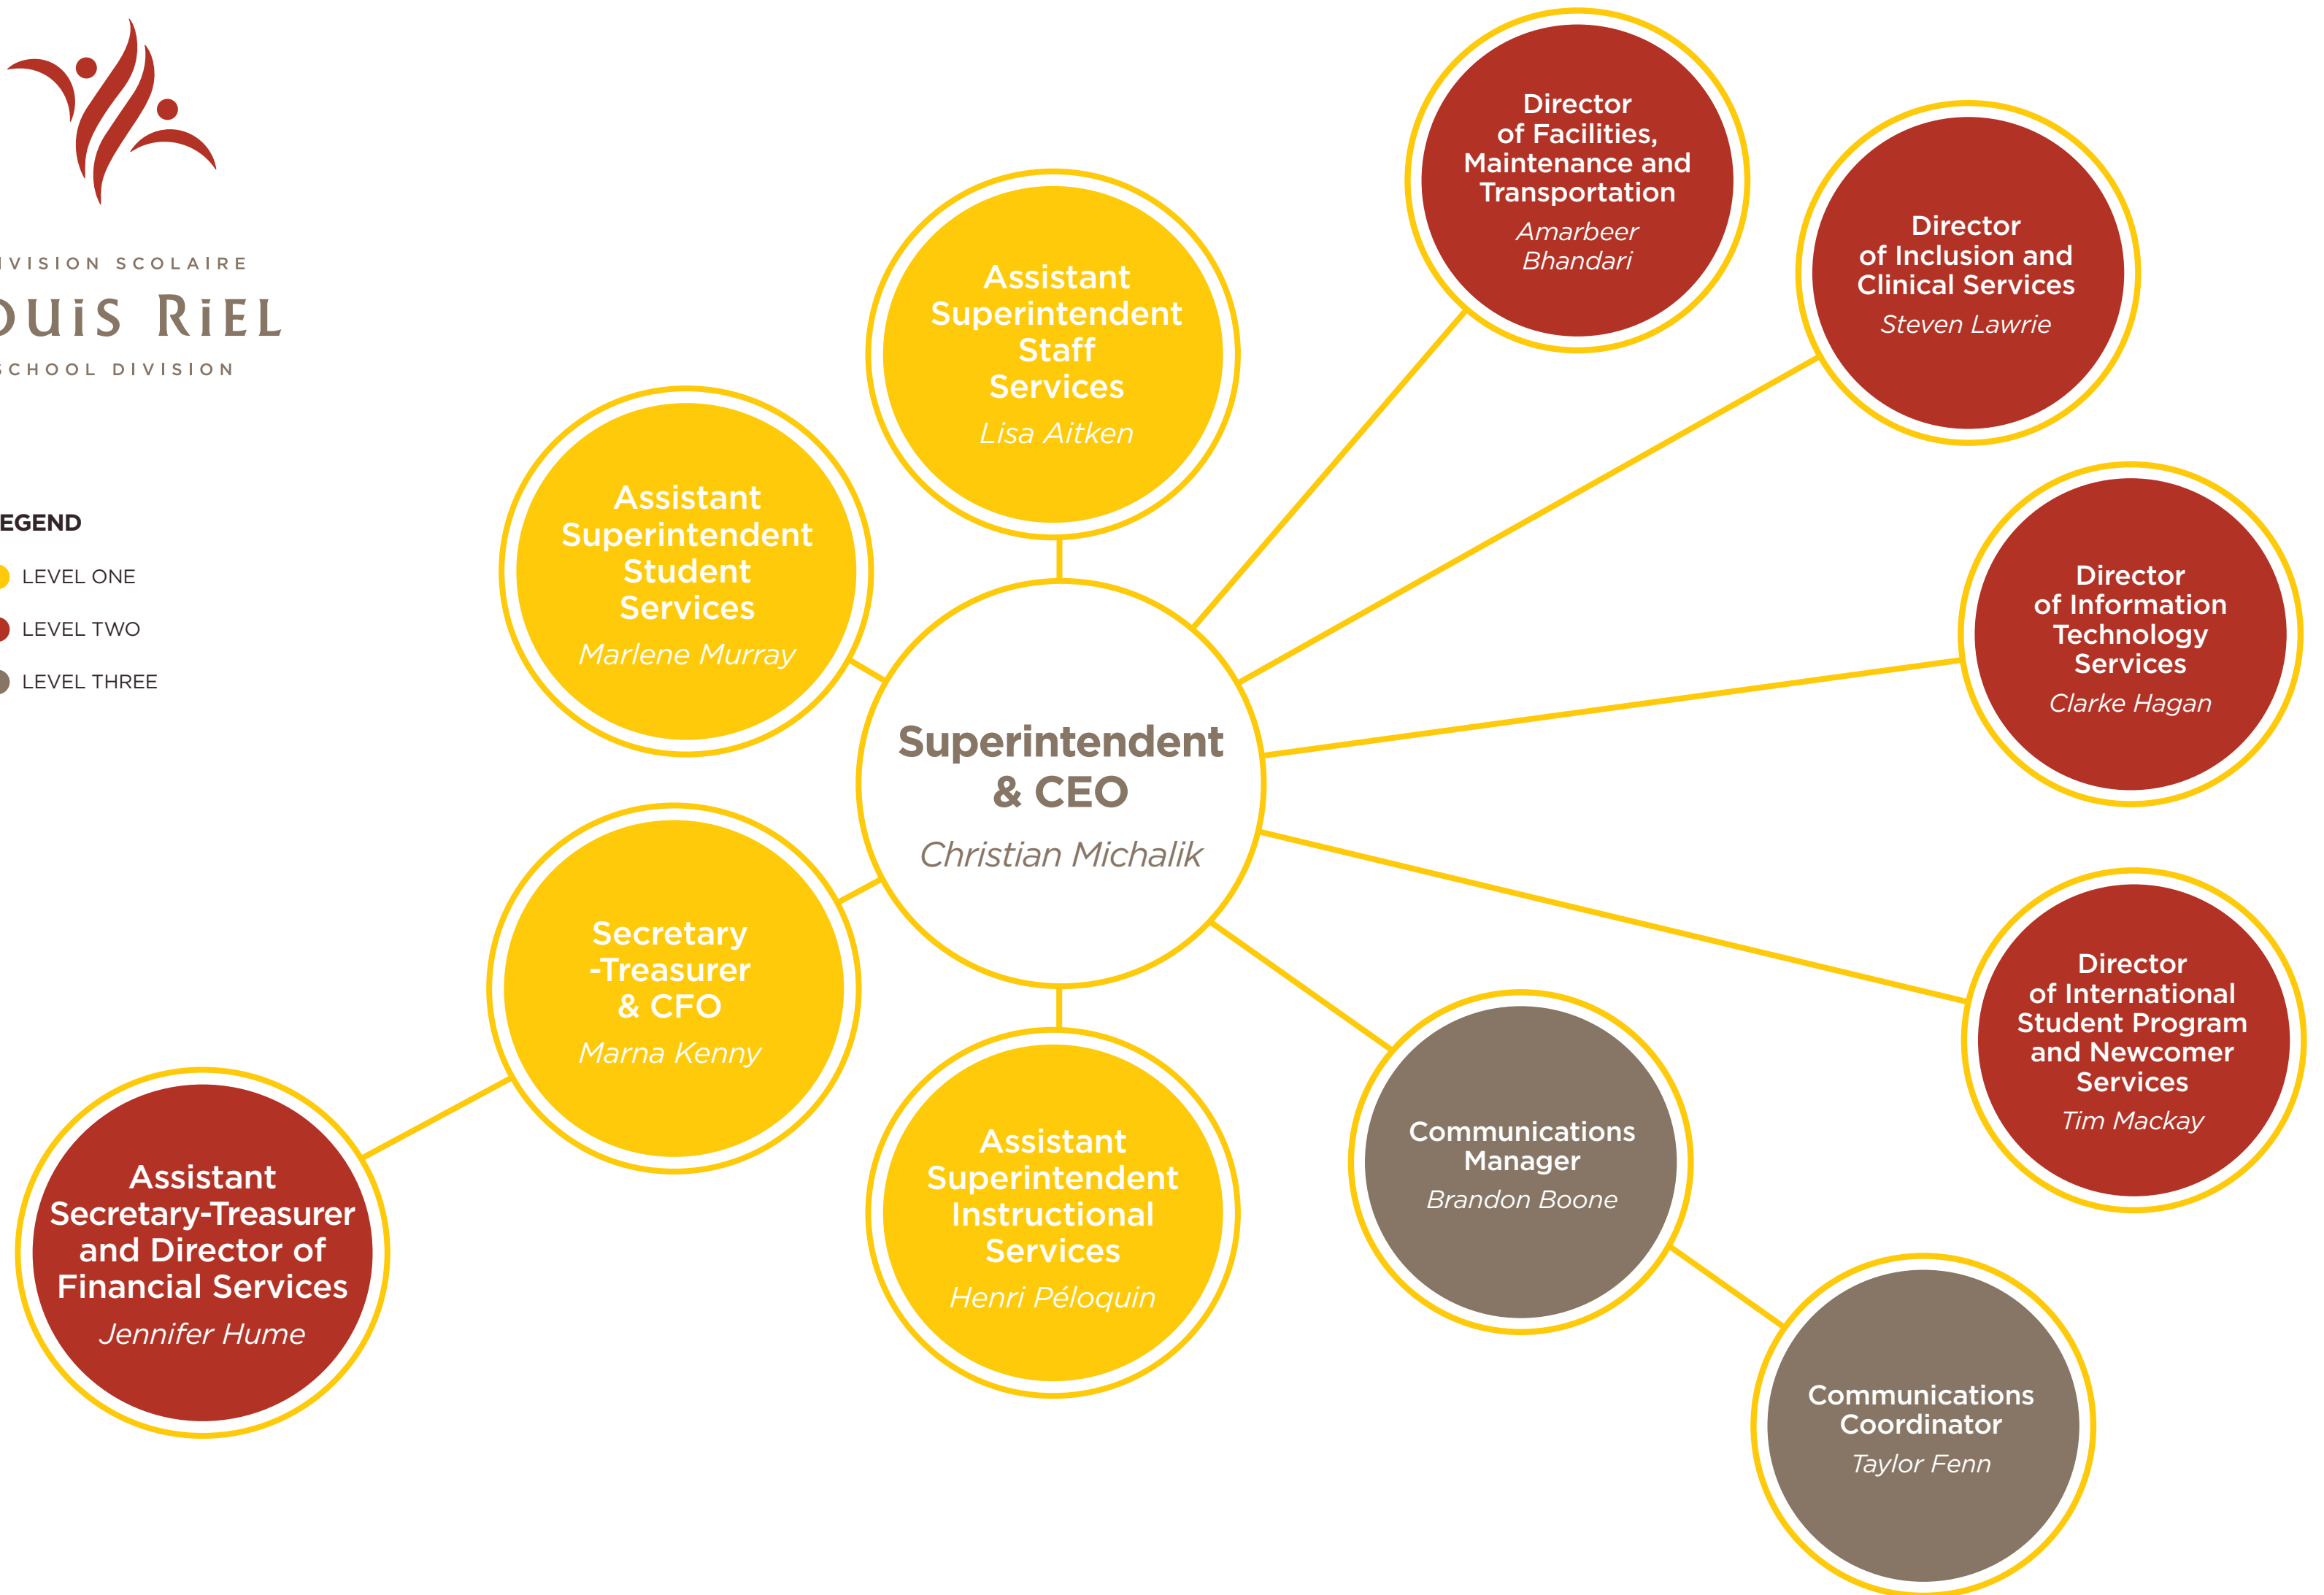 IVISION SCOLAIRE
OUiS RiEL
SCHOOL DIVISION
EGEND
LEVEL ONE
LEVEL TWO
LEVEL THREE
Assistant
Superintendent
Staff
Services
Lisa Aitken
Assistant
Superintendent
Student
Services
Marlene Murray
Superintendent
& CEO
Christian Michalik
Secretary
-Treasurer
& CFO
Marna Kenny
Assistant
Secretary-Treasurer
and Director of
Financial Services
Jennifer Hume
Assistant
Superintendent
Instructional
Services
Henri Péloquin
Director
of Facilities,
Maintenance and
Transportation
Amarbeer
Bhandari
Director
of Inclusion and
Clinical Services
Steven Lawrie
Director
of Information
Technology
Services
Clarke Hagan
Director
of International
Student Program
and Newcomer
Services
Tim Mackay
Communications
Manager
Brandon Boone
Communications
Coordinator
Taylor Fenn